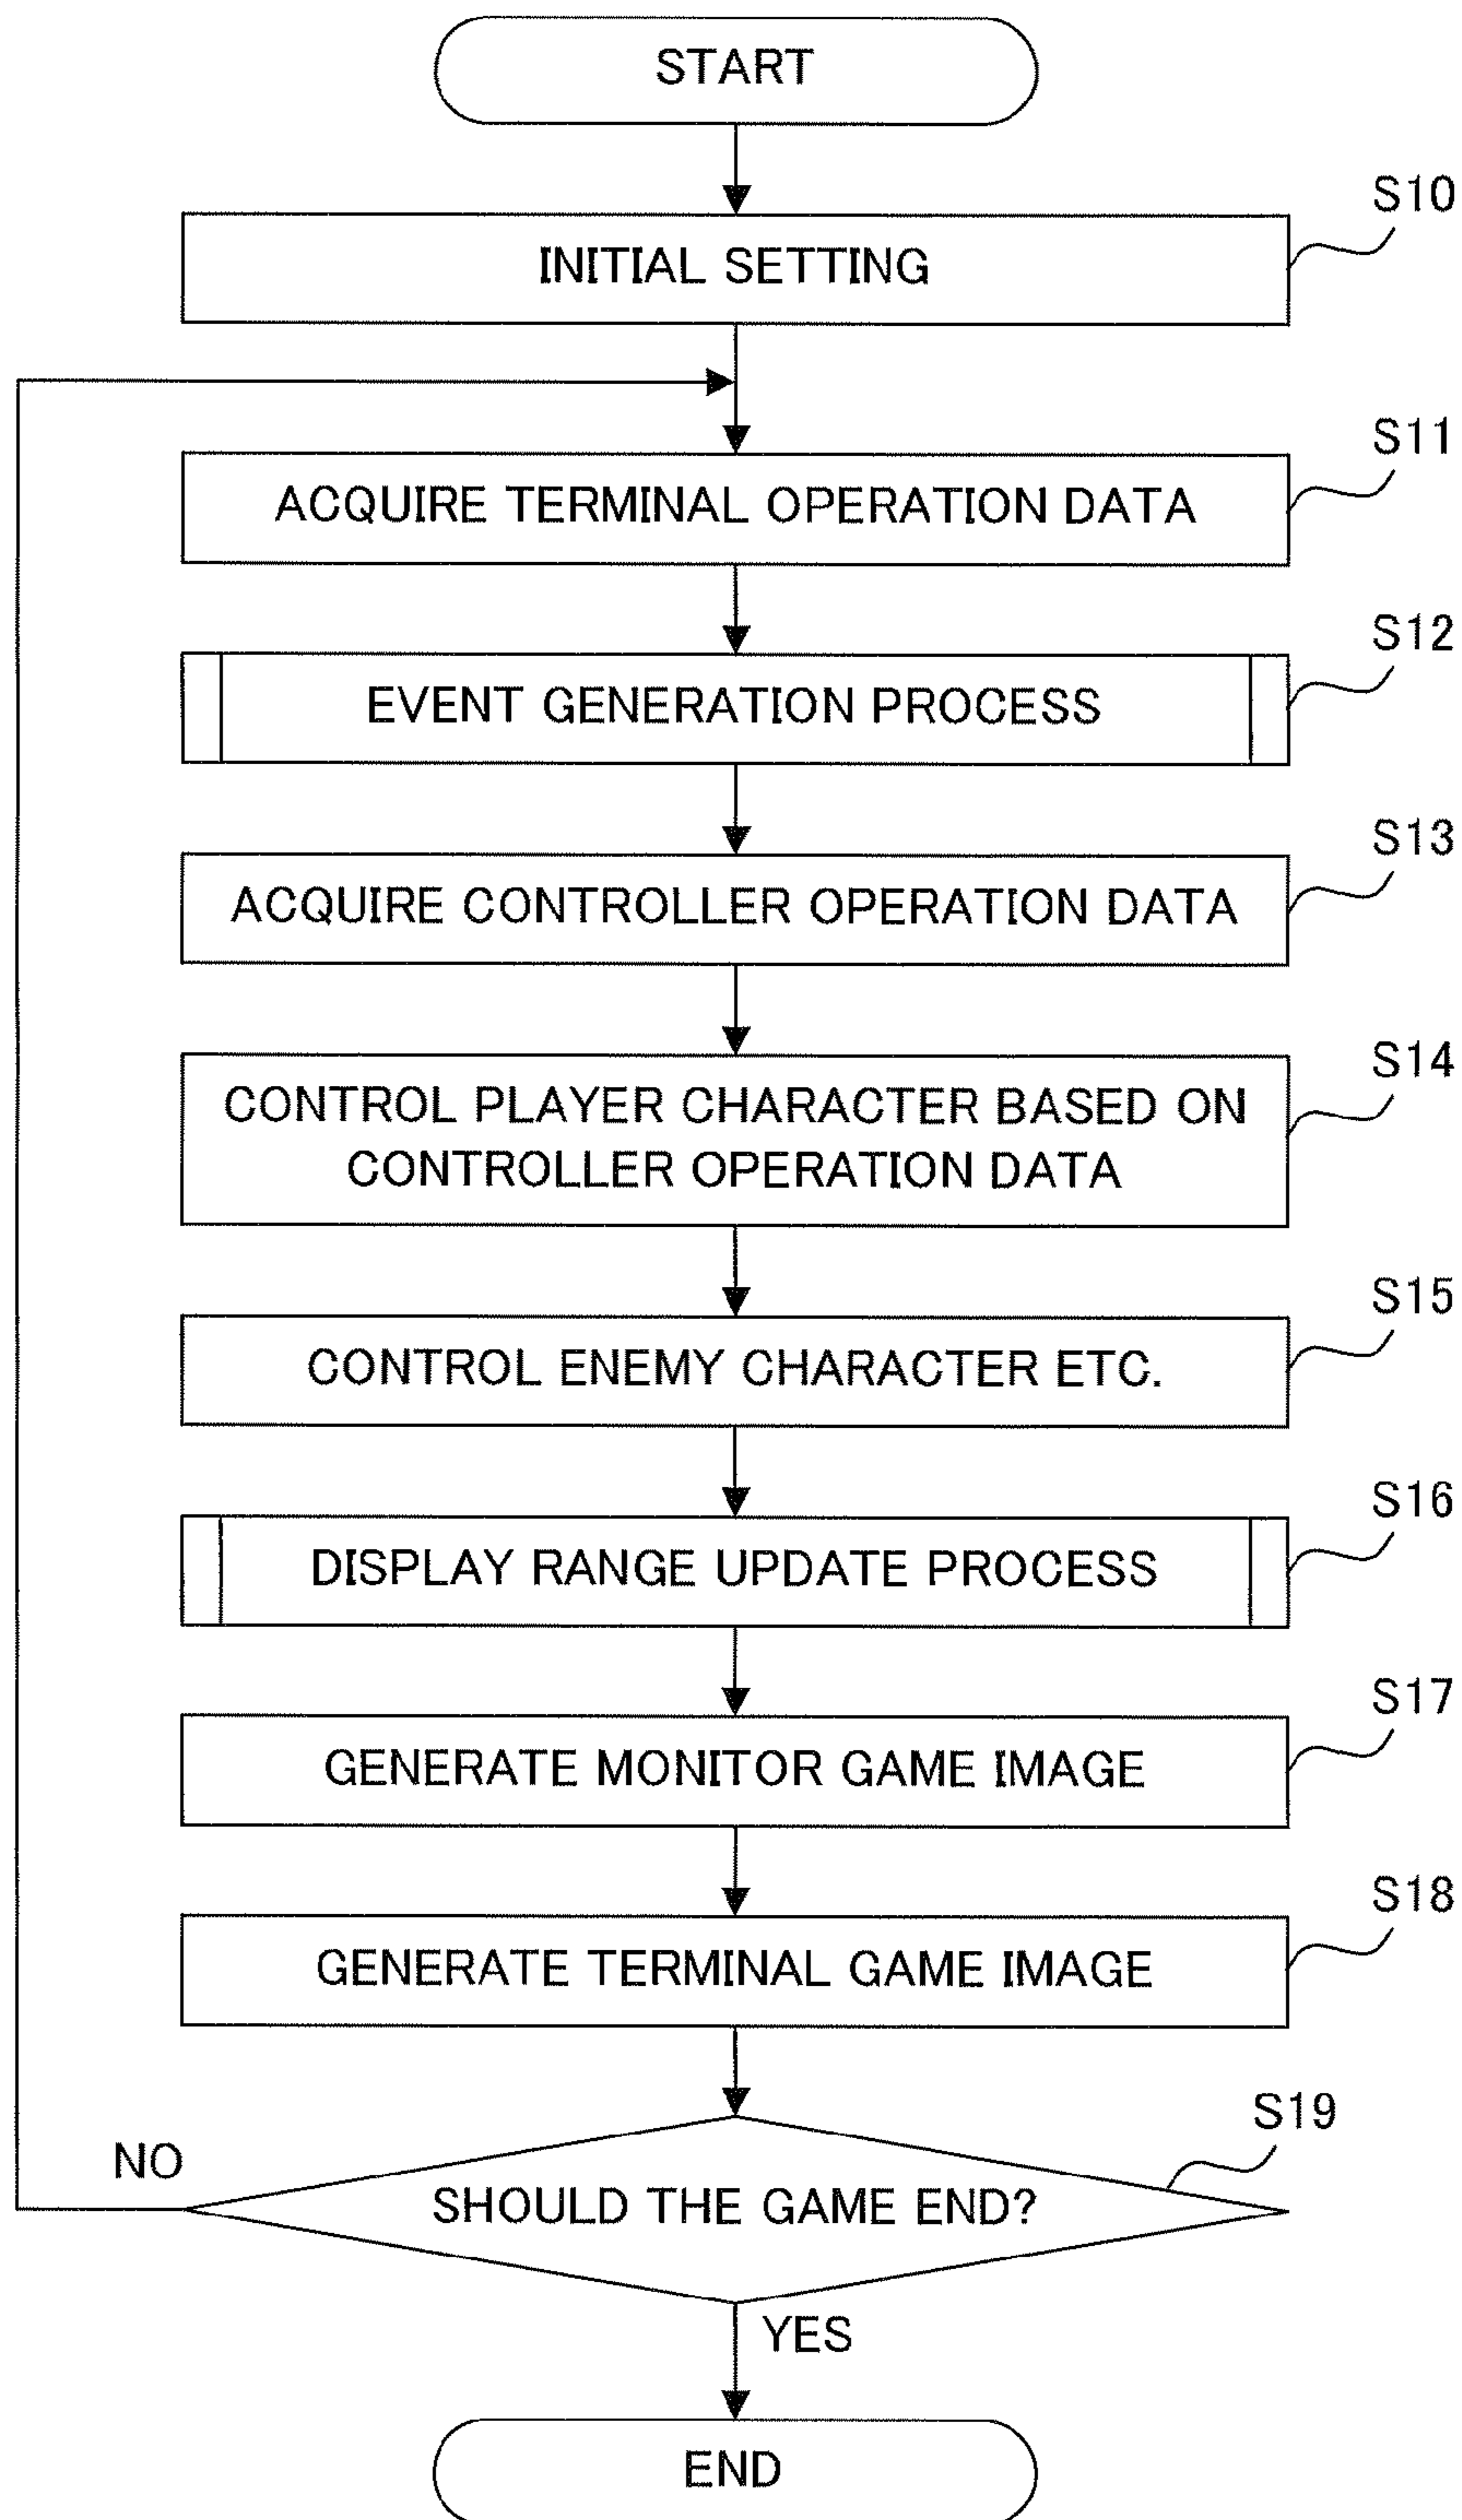 START
S10
INITIAL SETTING
S11
ACQUIRE TERMINAL OPERATION DATA
S12
EVENT GENERATION PROCESS
S13
ACQUIRE CONTROLLER OPERATION DATA
S14
CONTROL PLAYER CHARACTER BASED ON
CONTROLLER OPERATION DATA
S15
CONTROL ENEMY CHARACTER ETC.
S16
DISPLAY RANGE UPDATE PROCESS
S17
GENERATE MONITOR GAME IMAGE
S18
GENERATE TERMINAL GAME IMAGE
S19
NO
SHOULD THE GAME END?
YES
END